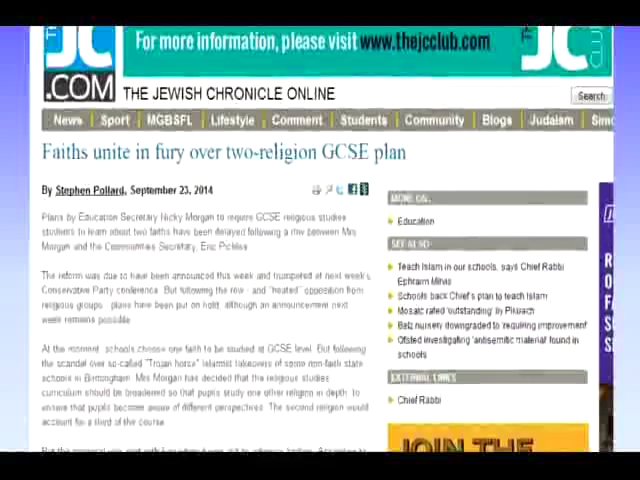 THE
JC
.COM
For more information, please visit www.thejcclub.com
THE
JC
CLUB
THE JEWISH CHRONICLE ONLINE
Search
News
Sport
MGBSFL
Lifestyle
Comment
Students
Community
Blogs
Judaism
Faiths unite in fury over two-religion GCSE plan
By Stephen Pollard, September 23, 2014
Plans by Education Secretary Nicky Morgan to require GCSE religious studies
students to learn about two faiths have been delayed following a row between Mrs
Morgan and the Communities Secretary, Eric Pickles
The reform was due to have been announced this week and trumpeted at next week's
Conservative Party conference. But following the row - and "heated" opposition from
religious groups - plans have been put on hold, although an announcement next
week remains possible
At the moment, schools choose one faith to be studied at GCSE level. But following
the scandal over so-called "Trojan horse" Islamist takeovers of some non-faith state
schools in Birmingham, Mrs Morgan has decided that the religious studies
curriculum should be broadened so that pupils study one other religion in depth. To
ensure that pupils become aware of different perspectives. The second religion would
account for a third of the course
MORE ON...
Education
SEE ALSO:
Teach Islam in our schools, says Chief Rabbi
Ephraim Mirvis
Schools back Chief's plan to teach Islam
Mosaic rated 'outstanding' by Pikuach
Belz nursery downgraded to 'requiring improvement'
Ofsted investigating 'antisemitic material' found in
schools
EXTERNAL LINKS
Chief Rabbi
JOIN THE